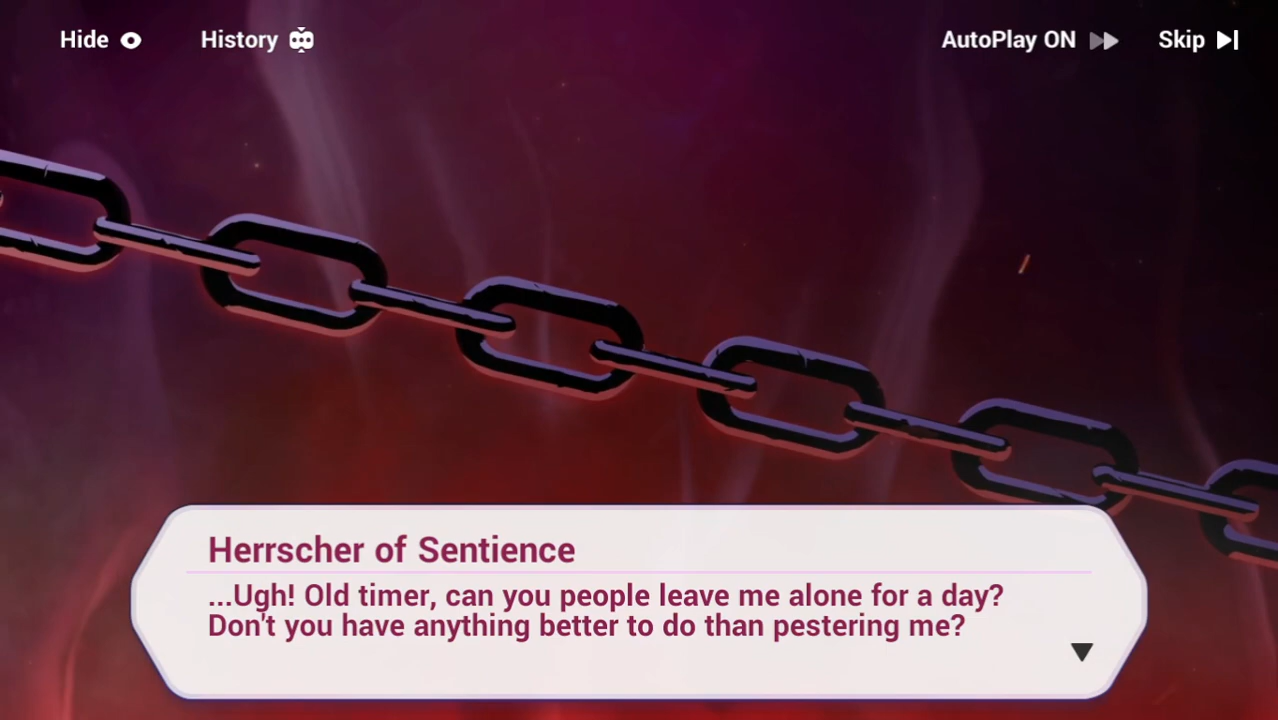 Hide
History
AutoPlay ON
Skip
Herrscher of Sentience
...Ugh! Old timer, can you people leave me alone for a day?
Don't you have anything better to do than pestering me?